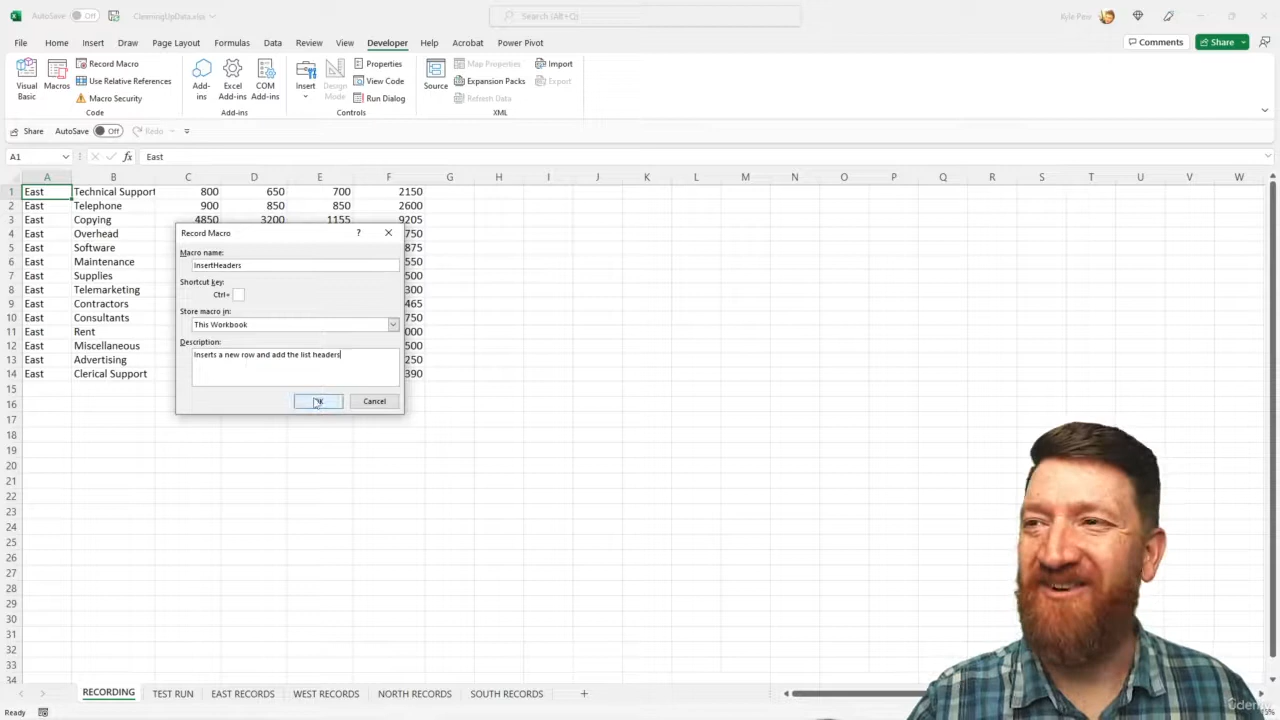 AutoSave Off CleaningUpData.xlsx Search (Alt+Q) Kyle Pew
File Home Insert Draw Page Layout Formulas Data Review View Developer Help Acrobat Power Pivot Comments Share
Visual Basic
Macros
Record Macro
Use Relative References
Macro Security
Code
Add-ins
Excel Add-ins
COM Add-ins
Add-ins
Insert
Design Mode
Properties
View Code
Run Dialog
Controls
Source
Map Properties
Expansion Packs
Refresh Data
Import
Export
XML
Share AutoSave Off Redo
A1 fx East
A B C D E F G H I J K L M N O P Q R S T U V W
1 East Technical Support 800 650 700 2150
2 East Telephone 900 850 850 2600
3 East Copying 4850 3200 1155 9205
4 East Overhead 750
5 East Software 875
6 East Maintenance 550
7 East Supplies 500
8 East Telemarketing 300
9 East Contractors 465
10 East Consultants 750
11 East Rent 000
12 East Miscellaneous 500
13 East Advertising 250
14 East Clerical Support 390
15
16
17
18
19
20
21
22
23
24
25
26
27
28
29
30
31
32
33
34
Record Macro ?
Macro name:
InsertHeaders
Shortcut key:
Ctrl+
Store macro in:
This Workbook
Description:
Inserts a new row and add the list headers
OK Cancel
RECORDING TEST RUN EAST RECORDS WEST RECORDS NORTH RECORDS SOUTH RECORDS
Ready
Udemy